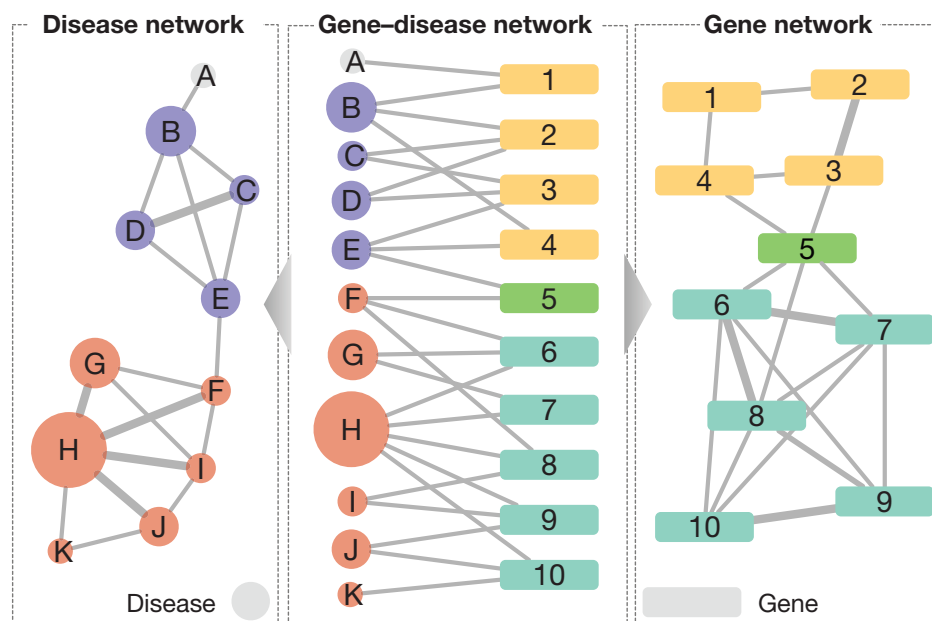 Disease network
Gene–disease network
Gene network
A
B
C
D
E
F
G
H
I
J
K
Disease
A
B
C
D
E
F
G
H
I
J
K
1
2
3
4
5
6
7
8
9
10
1
2
3
4
5
6
7
8
9
10
Gene